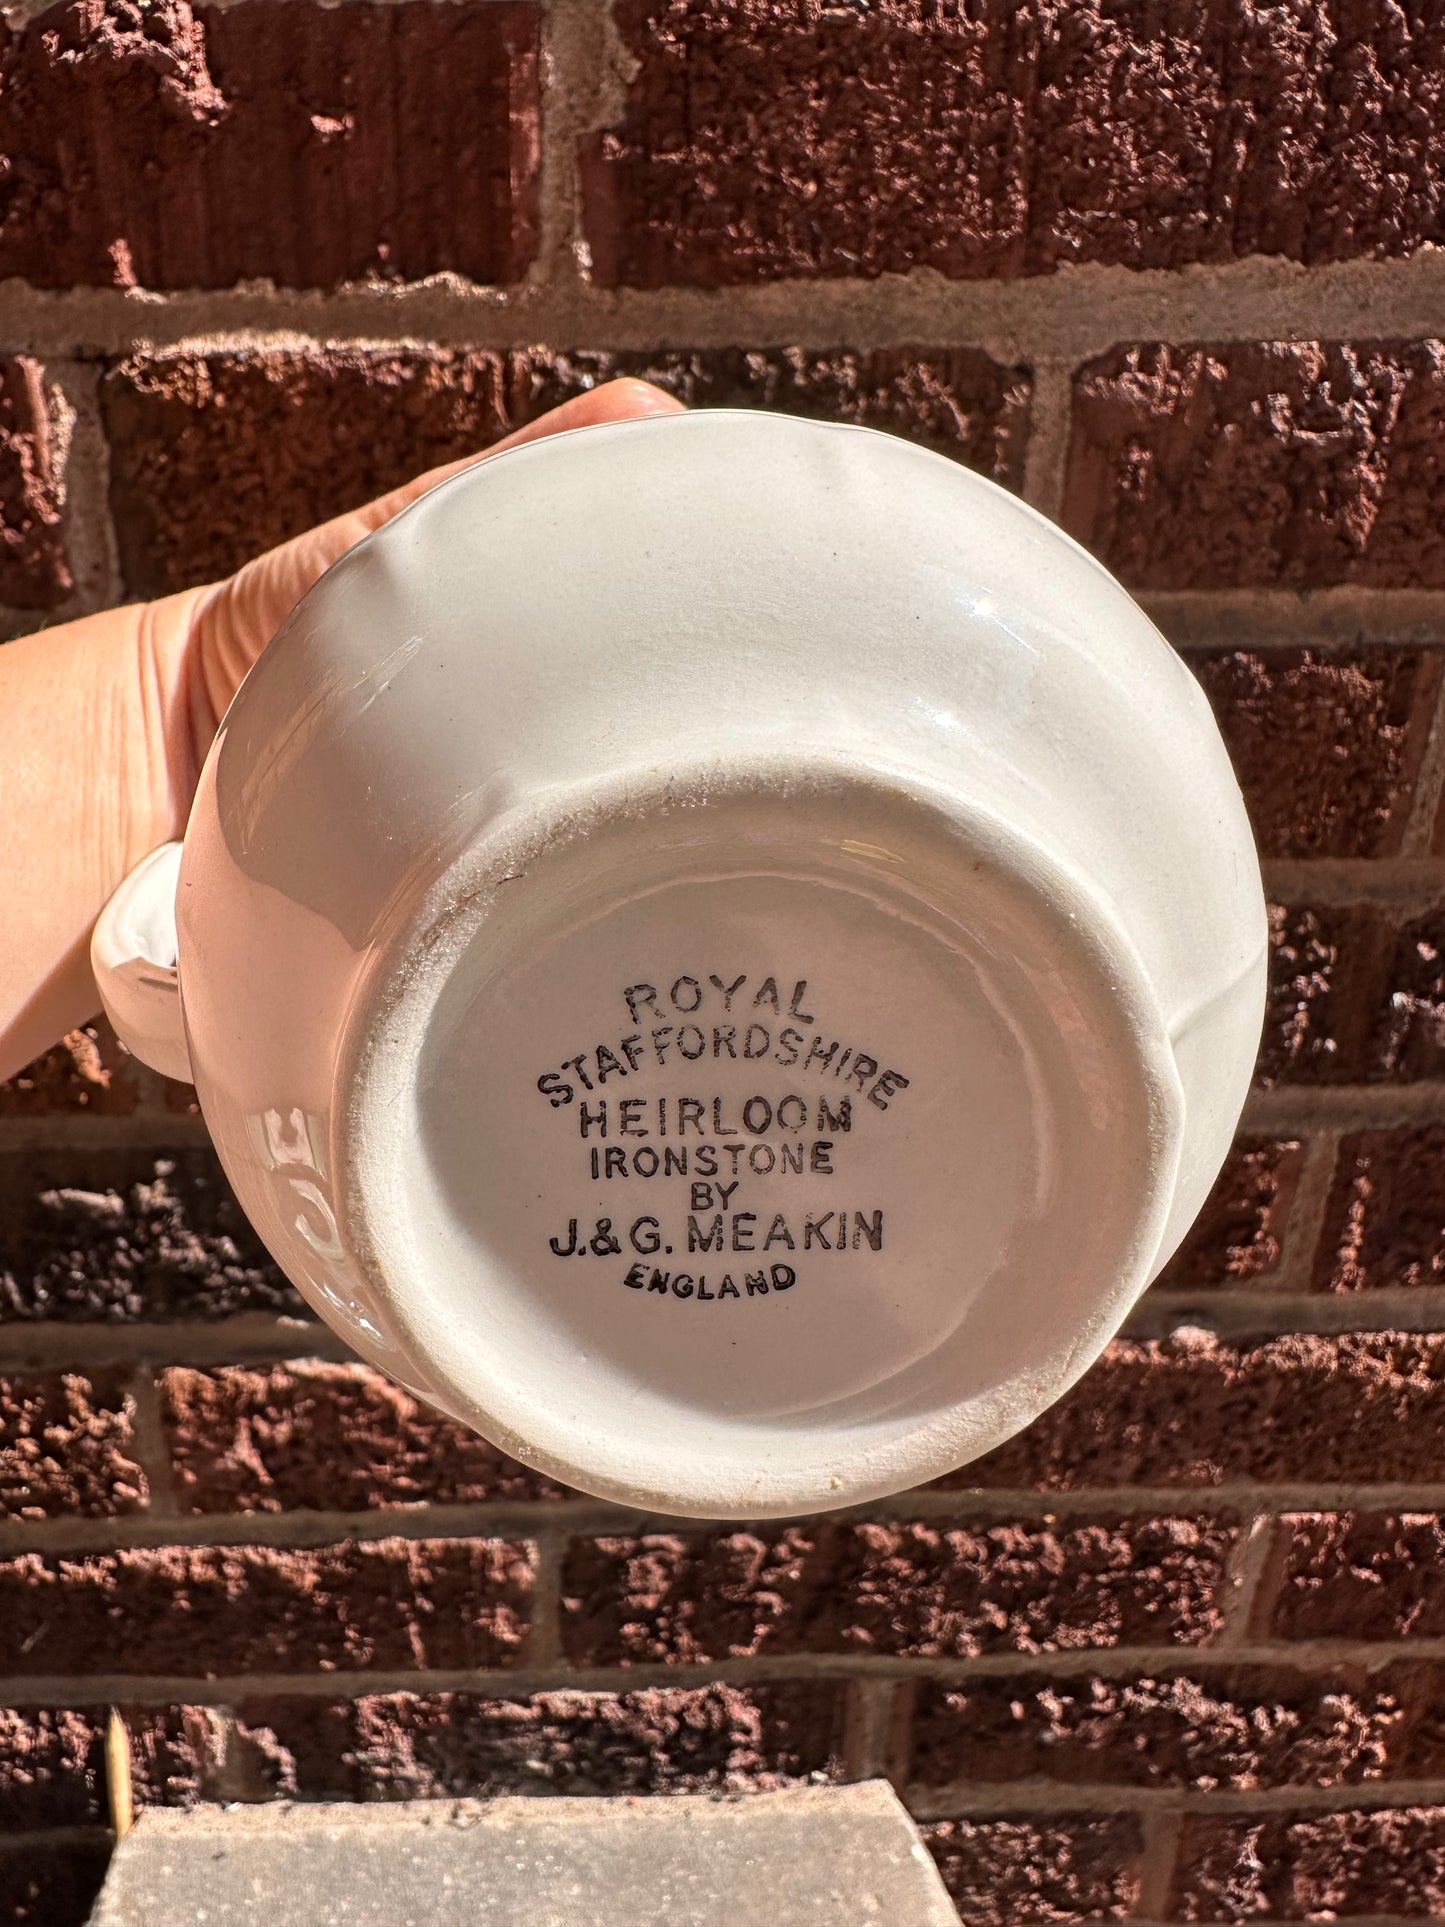 ROYAL
STAFFORDSHIRE
HEIRLOOM
IRONSTONE
BY
J.&G. MEAKIN
ENGLAND